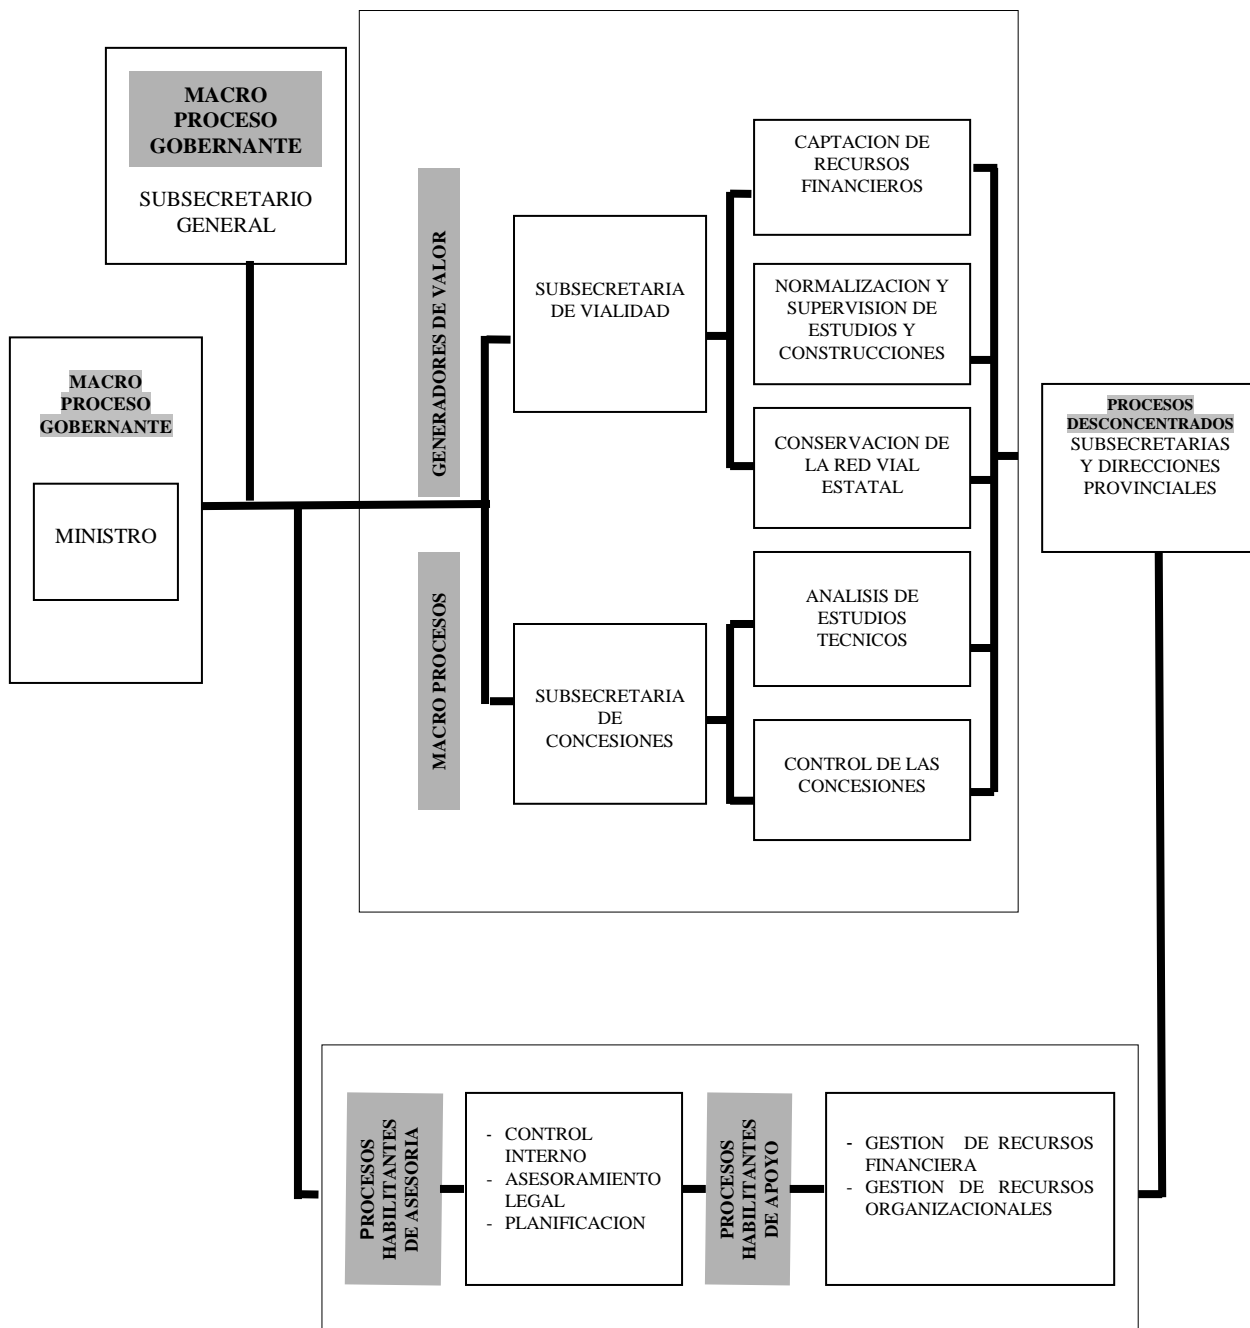 MACRO
PROCESO
GOBERNANTE
SUBSECRETARIO
GENERAL
MACRO
PROCESO
GOBERNANTE
MINISTRO
GENERADORES DE VALOR
MACRO PROCESOS
SUBSECRETARIA
DE VIALIDAD
SUBSECRETARIA
DE
CONCESIONES
CAPTACION DE
RECURSOS
FINANCIEROS
NORMALIZACION Y
SUPERVISION DE
ESTUDIOS Y
CONSTRUCCIONES
CONSERVACION DE
LA RED VIAL
ESTATAL
ANALISIS DE
ESTUDIOS
TECNICOS
CONTROL DE LAS
CONCESIONES
PROCESOS
DESCONCENTRADOS
SUBSECRETARIAS
Y DIRECCIONES
PROVINCIALES
PROCESOS
HABILITANTES
DE ASESORIA
- CONTROL
INTERNO
- ASESORAMIENTO
LEGAL
- PLANIFICACION
PROCESOS
HABILITANTES
DE APOYO
- GESTION DE RECURSOS
FINANCIERA
- GESTION DE RECURSOS
ORGANIZACIONALES